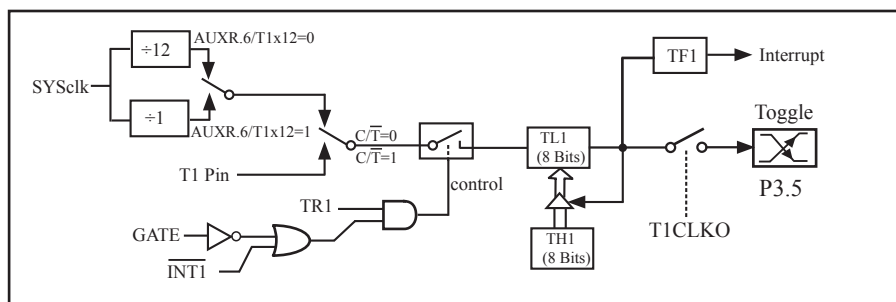 ÷12
AUXR.6/T1x12=0
SYSclk
÷1
AUXR.6/T1x12=1
C/T̅=0
C/T̅=1
T1 Pin
control
TR1
GATE
I̅N̅T̅1̅
TL1
(8 Bits)
TH1
(8 Bits)
TF1
Interrupt
Toggle
P3.5
T1CLKO